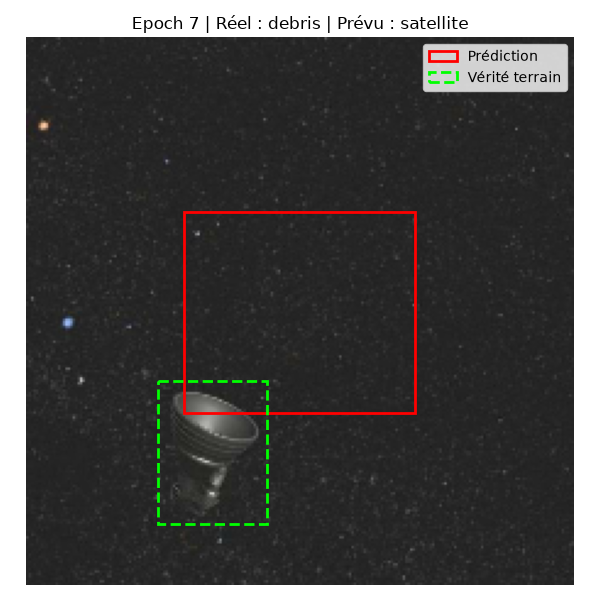 Epoch 7 | Réel : debris | Prévu : satellite
Prédiction
Vérité terrain